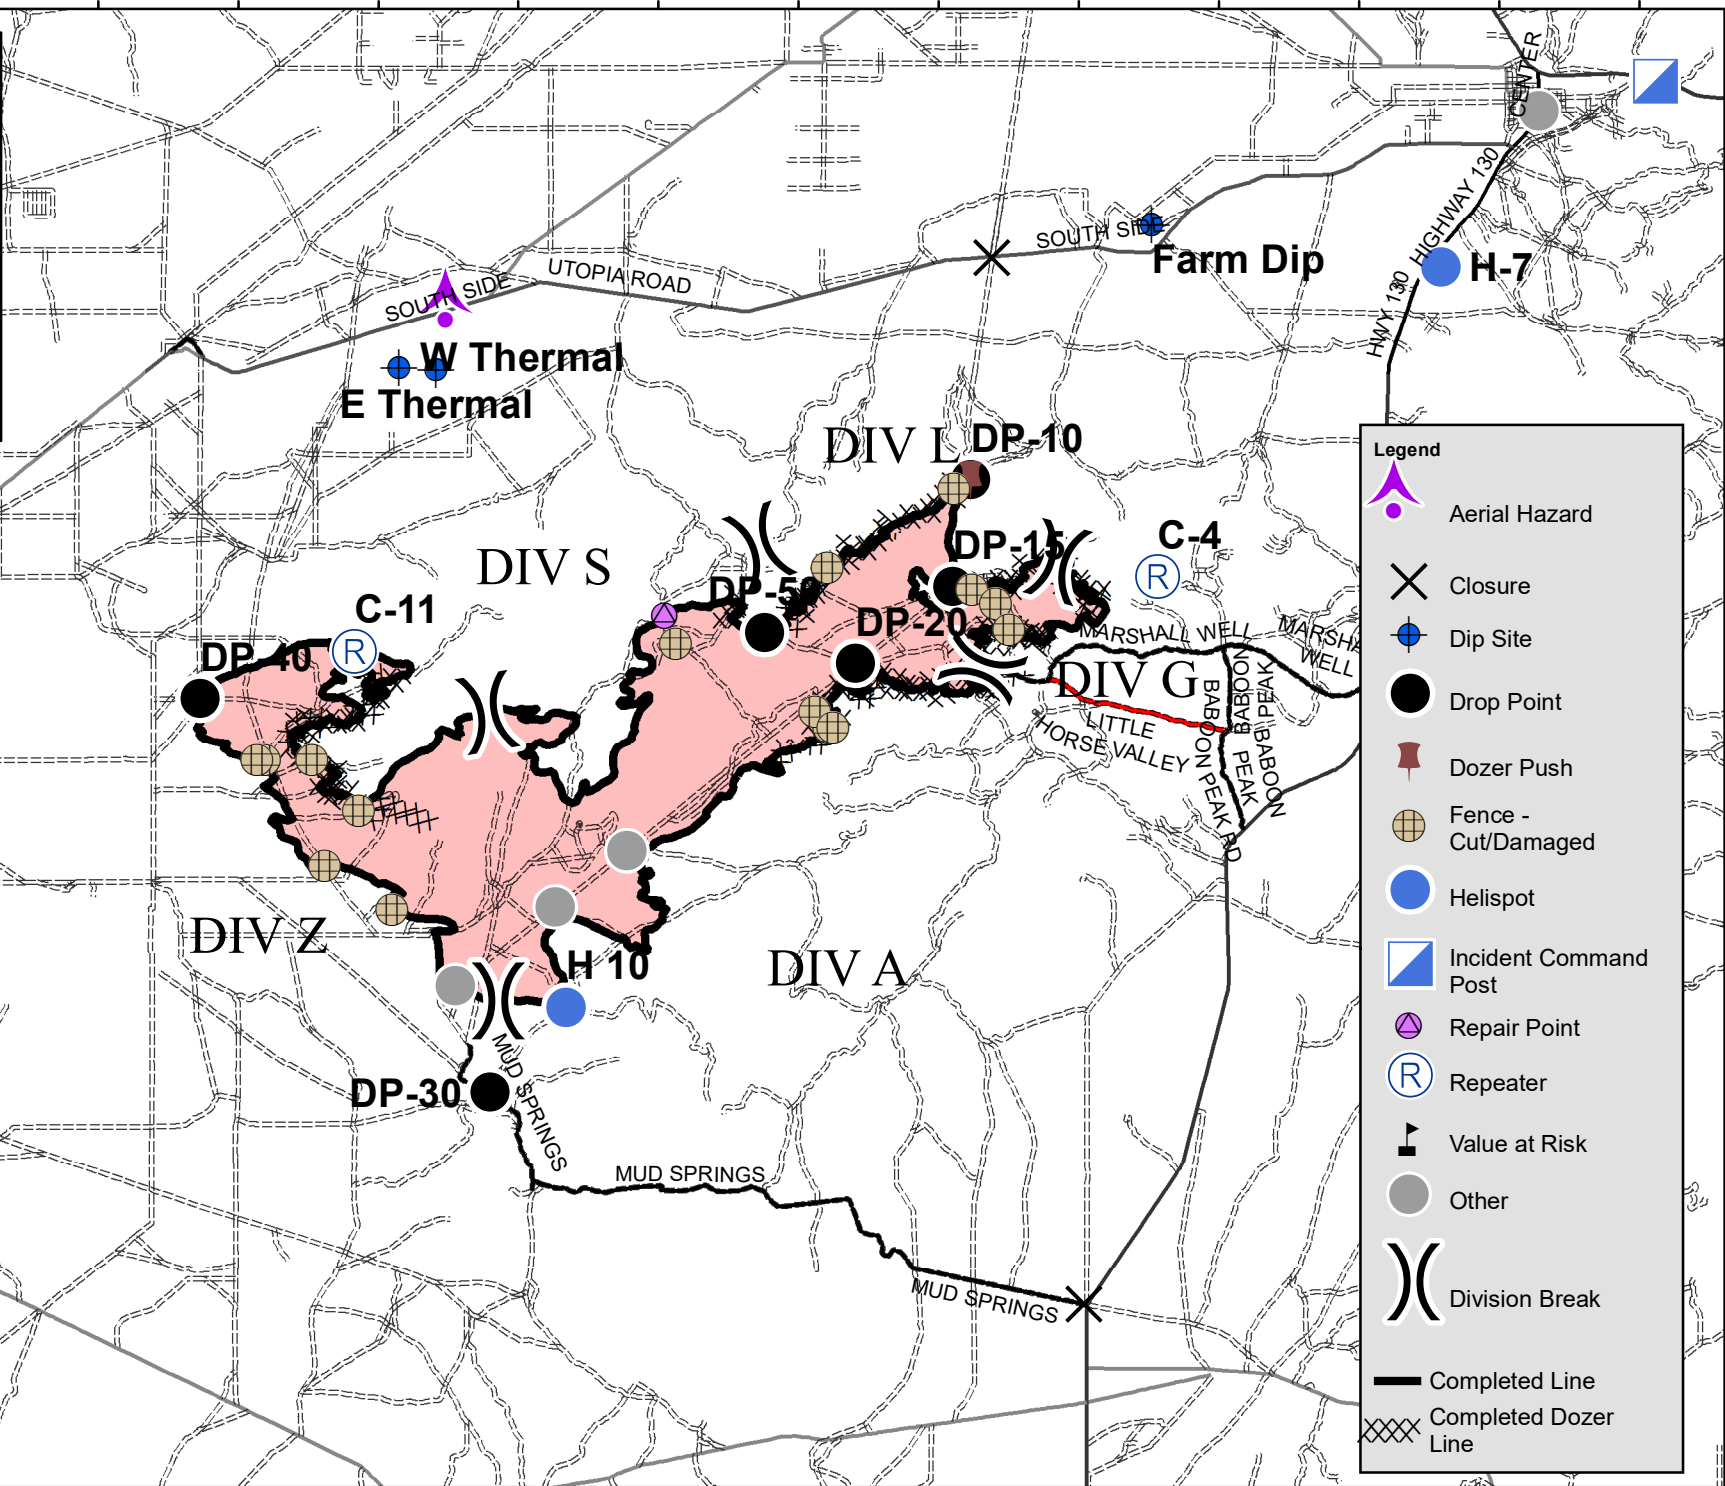 CENTER
HIGHWAY 130
HWY 130
H-7
SOUTH SIDE
Farm Dip
UTOPIA ROAD
SOUTH SIDE
W Thermal
E Thermal
DIV L
DP-10
DIV S
DP-15
C-4
R
DP-50
DP-20
C-11
R
DP-40
MARSHALL WELL
MARSHA
WELL
DIV G
LITTLE
HORSE VALLEY
BABOON PEAK RD
BABOON
PEAK
PEAK
BABOON
DIV Z
DIV A
H 10
DP-30
MUD SPRINGS
MUD SPRINGS
MUD SPRINGS
Legend
Aerial Hazard
Closure
Dip Site
Drop Point
Dozer Push
Fence -
Cut/Damaged
Helispot
Incident Command
Post
Repair Point
R
Repeater
Value at Risk
Other
Division Break
Completed Line
Completed Dozer
Line